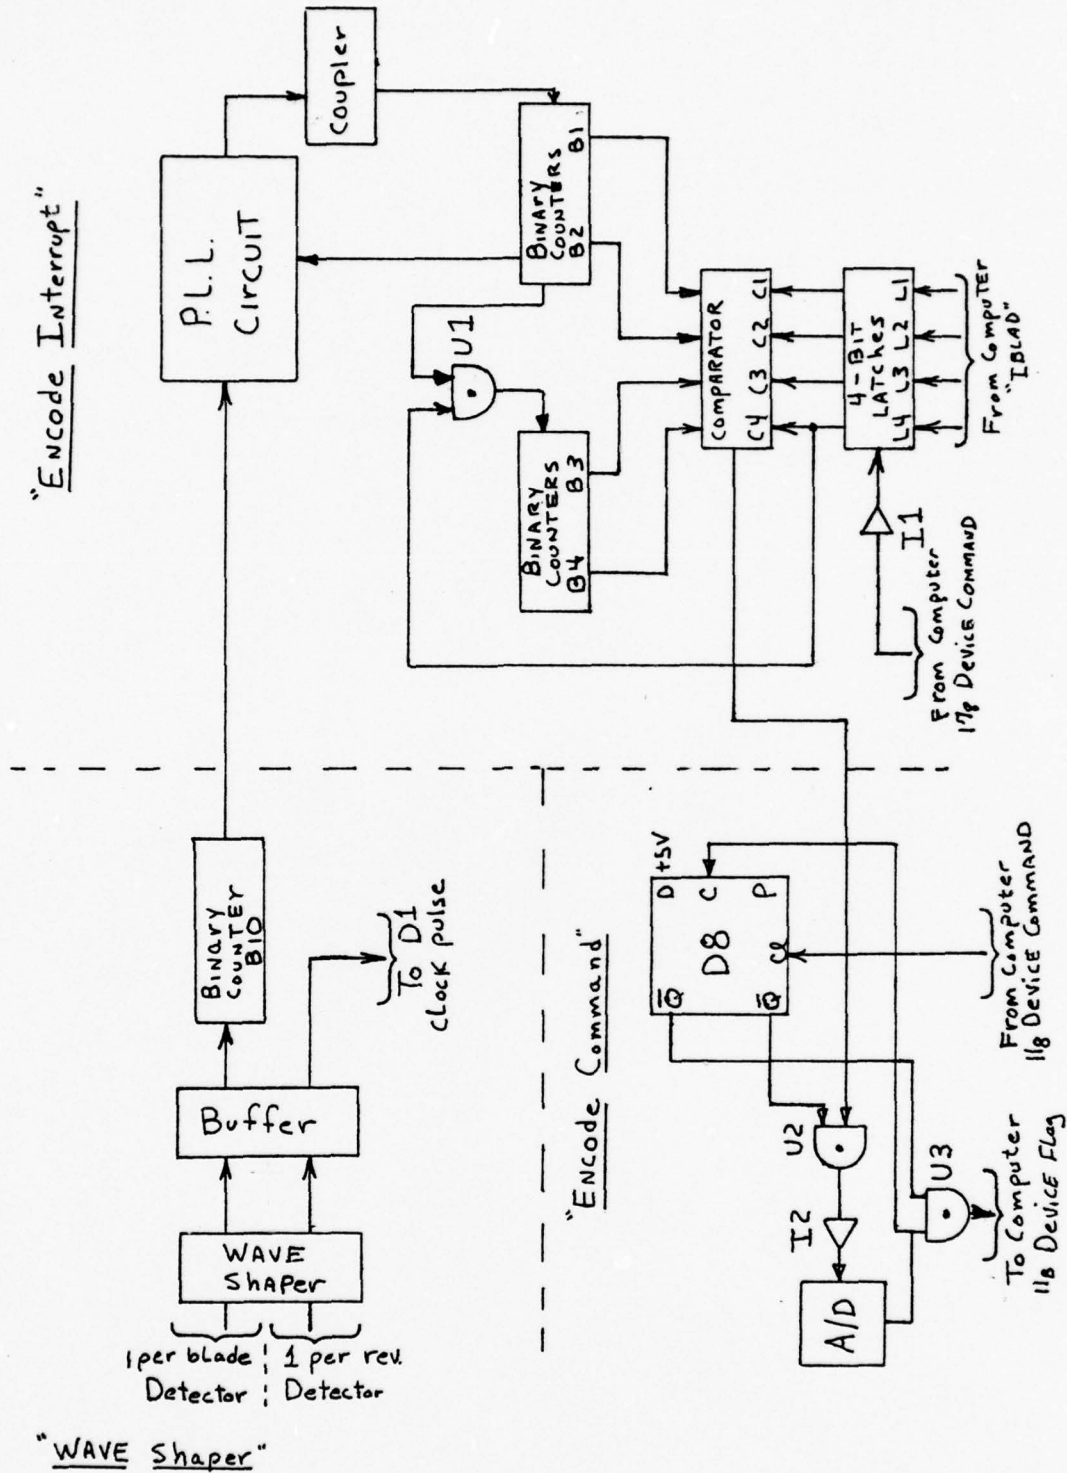 "Encode Interrupt"
P.L.L.
Circuit
Coupler
Binary
Counters
B2 B1
U1
Binary
Counters
B4 B3
Comparator
C4 C3 C2 C1
4-Bit
Latches
L4 L3 L2 L1
From Computer
"IBLAD"
I1
From Computer
17₈ Device Command
"Wave Shaper"
1 per blade
Detector
1 per rev.
Detector
Wave
Shaper
Buffer
Binary
Counter
B10
To D1
Clock pulse
"Encode Command"
D8
D +5V
C
P
Q̅
Q̅
Cl
From Computer
11₈ Device Command
U2
I2
A/D
U3
To Computer
11₈ Device Flag